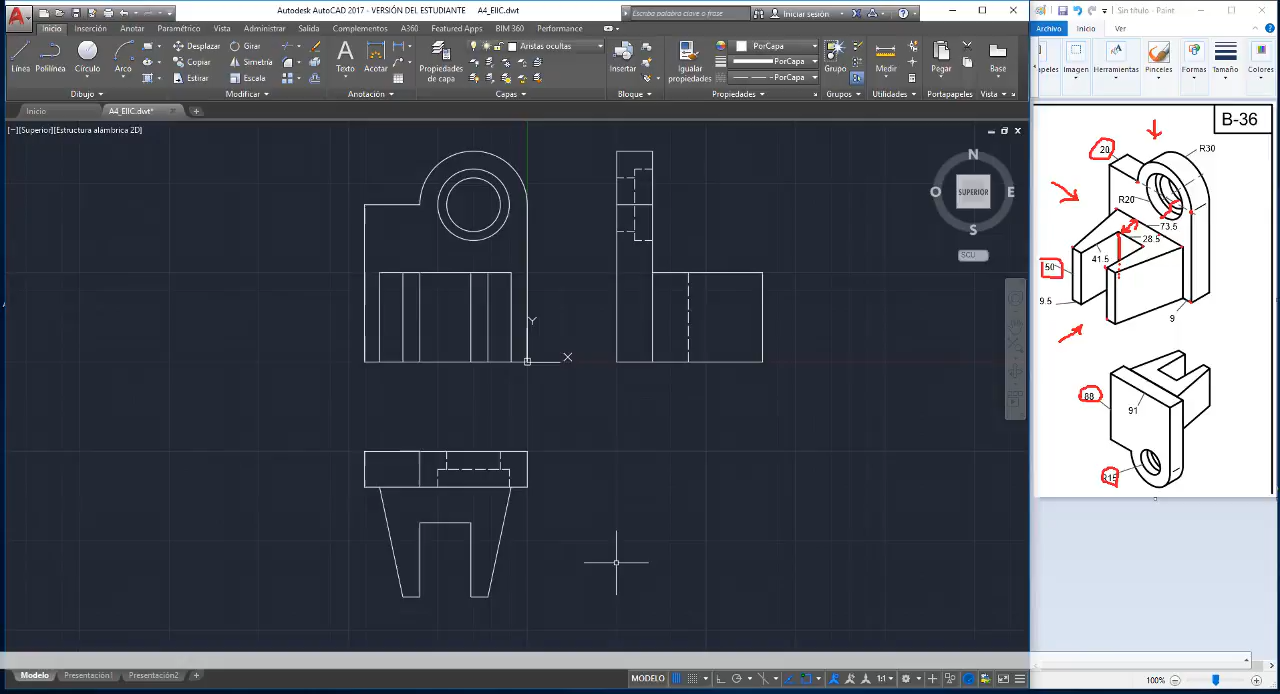 Autodesk AutoCAD 2017 - VERSIÓN DEL ESTUDIANTE A4_EIIC.dwt
Escriba palabra clave o frase
Iniciar sesión
Sin título - Paint
Inicio Inserción Anotar Paramétrico Vista Administrar Salida Complementos A360 Featured Apps BIM 360 Performance
Archivo Inicio Ver
Línea Polilínea Círculo Arco
Desplazar Girar
Copiar Simetría
Estirar Escala
Texto Acotar
Propiedades de capa
Aristas ocultas
Insertar
Igualar propiedades
PorCapa
PorCapa
PorCapa
Grupo
Medir
Pegar
Base
Imagen Herramientas Pinceles Formas Tamaño Colores
Dibujo Modificar Anotación Capas Bloque Propiedades Grupos Utilidades Portapapeles Vista
Inicio A4_EIIC.dwt*
[−][Superior][Estructura alámbrica 2D]
N
O SUPERIOR E
S
SCU
Y
X
B-36
20
R30
R20
73.5
28.5
41.5
50
9.5
9
88
91
R15
Modelo Presentación1 Presentación2
MODELO
1:1
100%